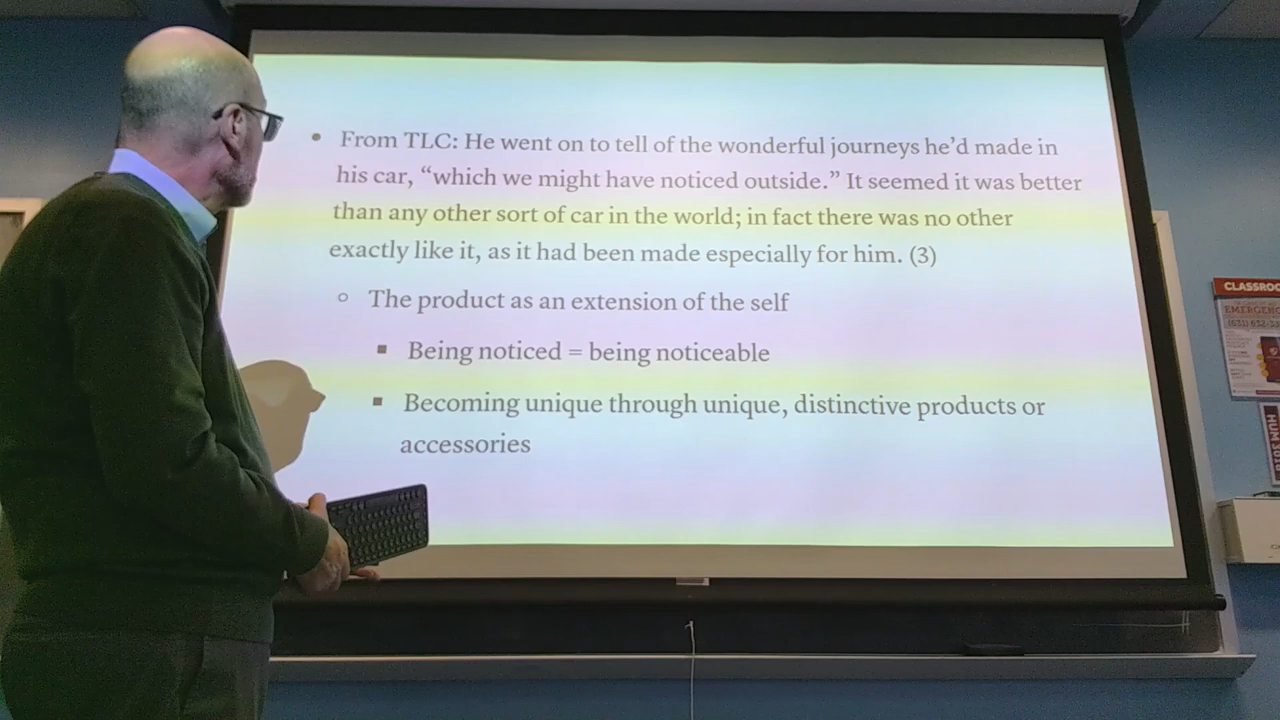 • From TLC: He went on to tell of the wonderful journeys he’d made in
his car, “which we might have noticed outside.” It seemed it was better
than any other sort of car in the world; in fact there was no other
exactly like it, as it had been made especially for him. (3)
○ The product as an extension of the self
▪ Being noticed = being noticeable
▪ Becoming unique through unique, distinctive products or
accessories
CLASSROO
EMERGENC